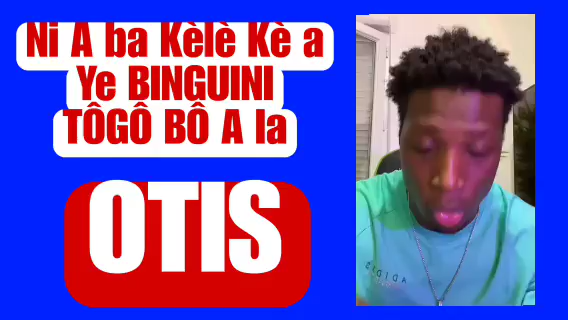 Ni A ba Kèlè Kè a
Ye BINGUINI
TÔGÔ BÔ A la
OTIS